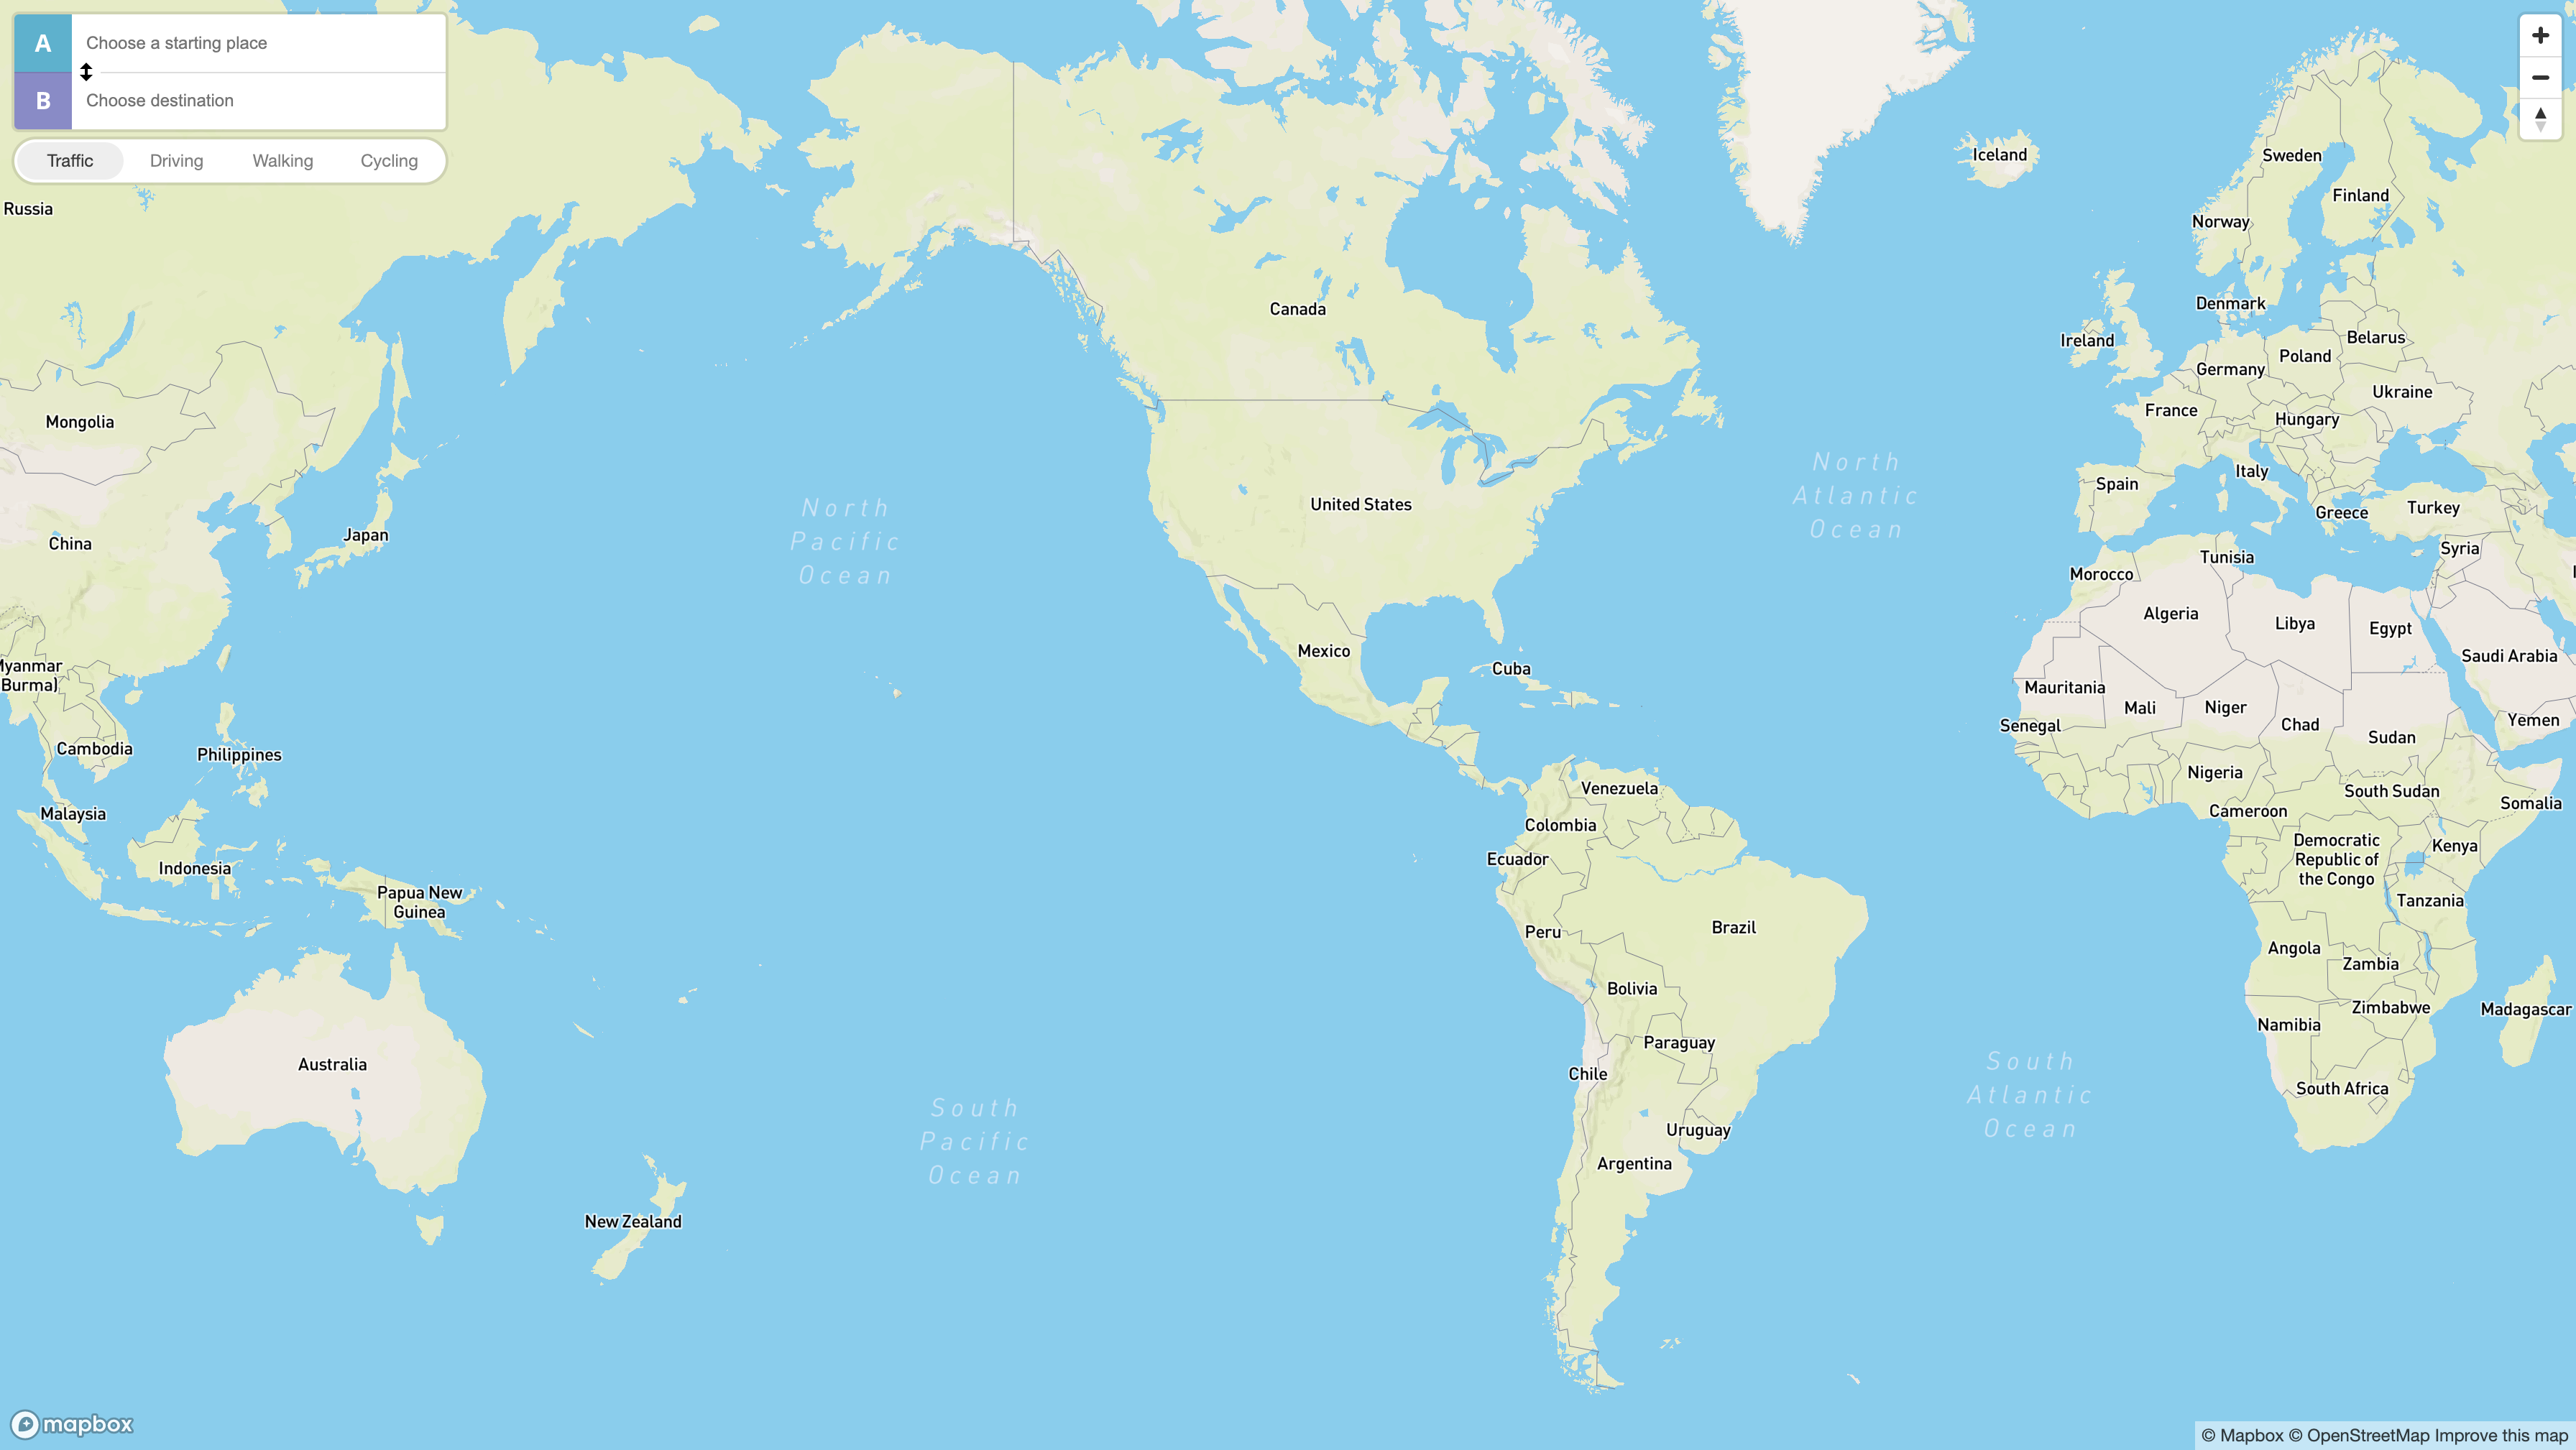 A
Choose a starting place
B
Choose destination
Traffic
Driving
Walking
Cycling
Russia
Mongolia
China
Japan
Burma)
Cambodia
Philippines
Malaysia
Indonesia
Papua New
Guinea
Australia
New Zealand
North
Pacific
Ocean
South
Pacific
Ocean
Canada
United States
Mexico
Cuba
Venezuela
Colombia
Ecuador
Peru
Brazil
Bolivia
Paraguay
Chile
Uruguay
Argentina
North
Atlantic
Ocean
South
Atlantic
Ocean
Iceland
Sweden
Finland
Norway
Denmark
Ireland
Belarus
Poland
Germany
Ukraine
France
Hungary
Italy
Spain
Greece
Turkey
Syria
Tunisia
Morocco
Algeria
Libya
Egypt
Saudi Arabia
Mauritania
Mali
Niger
Chad
Senegal
Sudan
Yemen
Nigeria
South Sudan
Cameroon
Somalia
Democratic
Republic of
the Congo
Kenya
Tanzania
Angola
Zambia
Zimbabwe
Madagascar
Namibia
South Africa
mapbox
© Mapbox © OpenStreetMap Improve this map